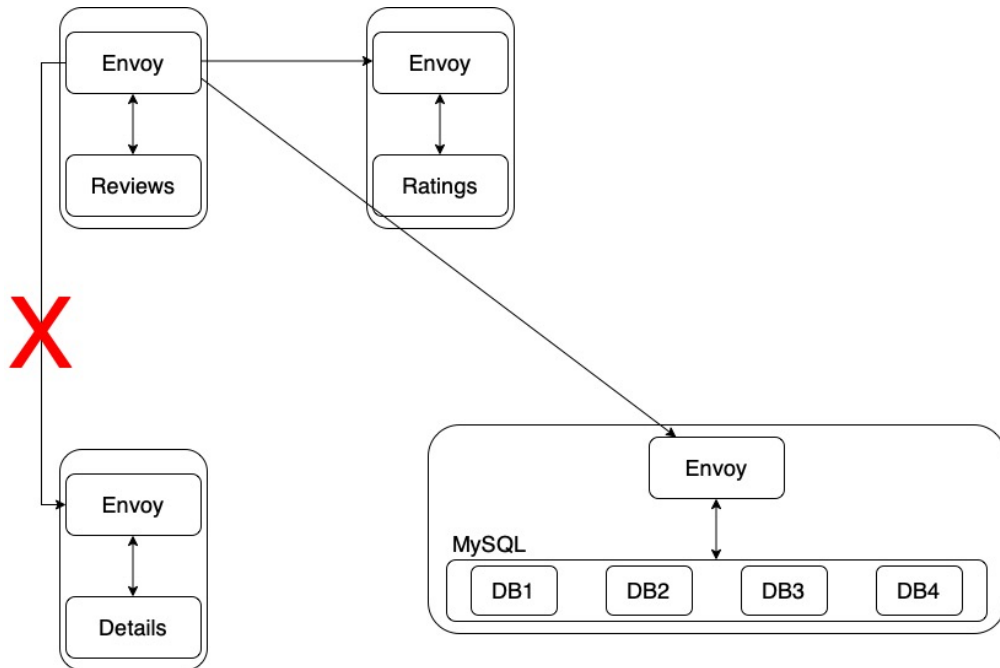 Envoy
Envoy
Reviews
Ratings
X
Envoy
Envoy
MySQL
DB1
DB2
DB3
DB4
Details